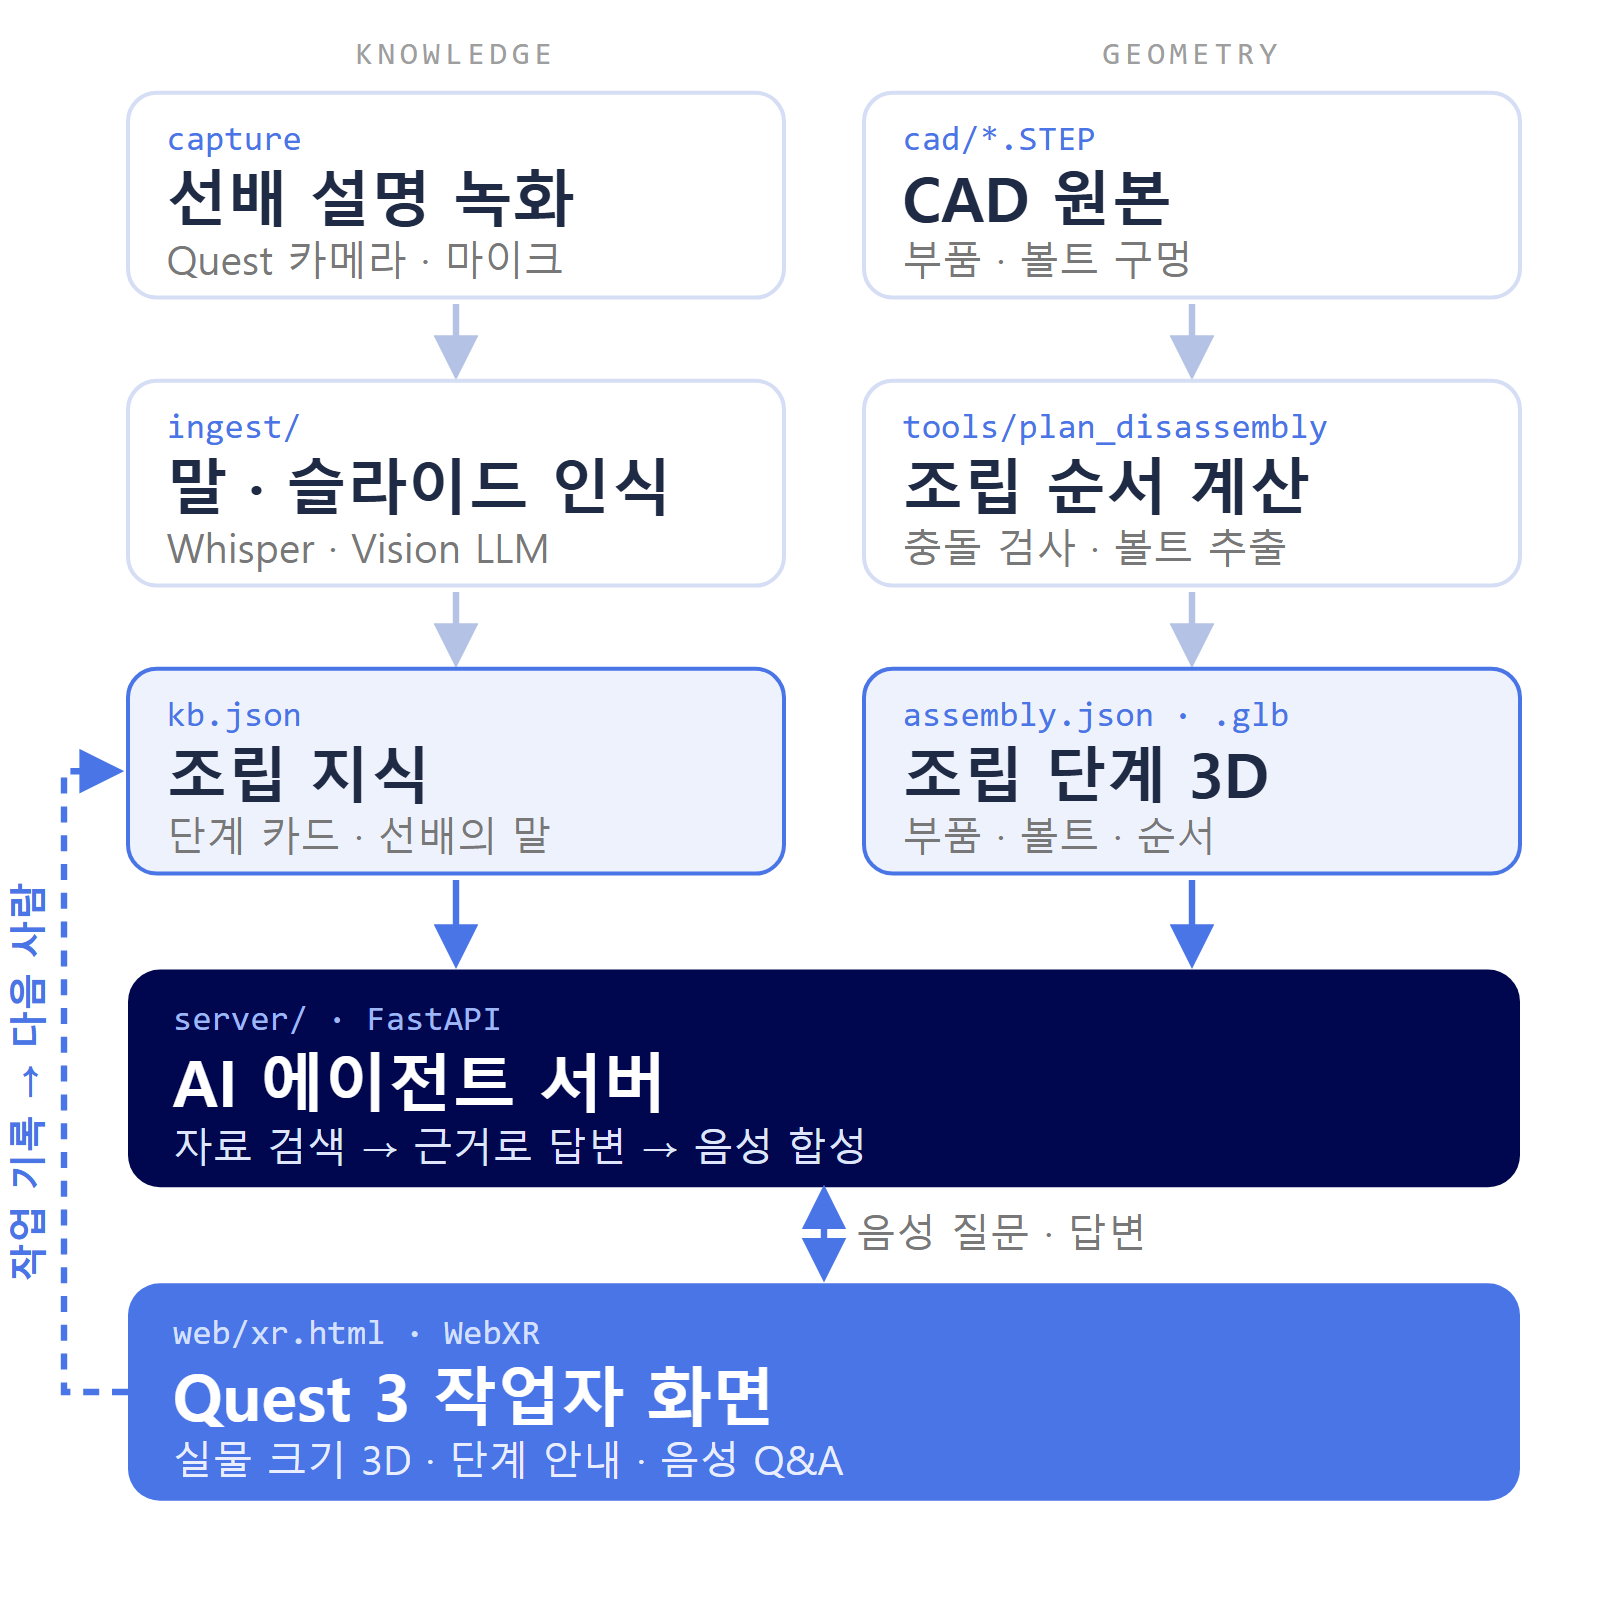 KNOWLEDGE
capture
선배 설명 녹화
Quest 카메라 · 마이크
ingest/
말 · 슬라이드 인식
Whisper · Vision LLM
kb.json
조립 지식
단계 카드 · 선배의 말
GEOMETRY
cad/*.STEP
CAD 원본
부품 · 볼트 구멍
tools/plan_disassembly
조립 순서 계산
충돌 검사 · 볼트 추출
assembly.json · .glb
조립 단계 3D
부품 · 볼트 · 순서
server/ · FastAPI
AI 에이전트 서버
자료 검색 → 근거로 답변 → 음성 합성
음성 질문 · 답변
web/xr.html · WebXR
Quest 3 작업자 화면
실물 크기 3D · 단계 안내 · 음성 Q&A
작업 기록 → 다음 사람